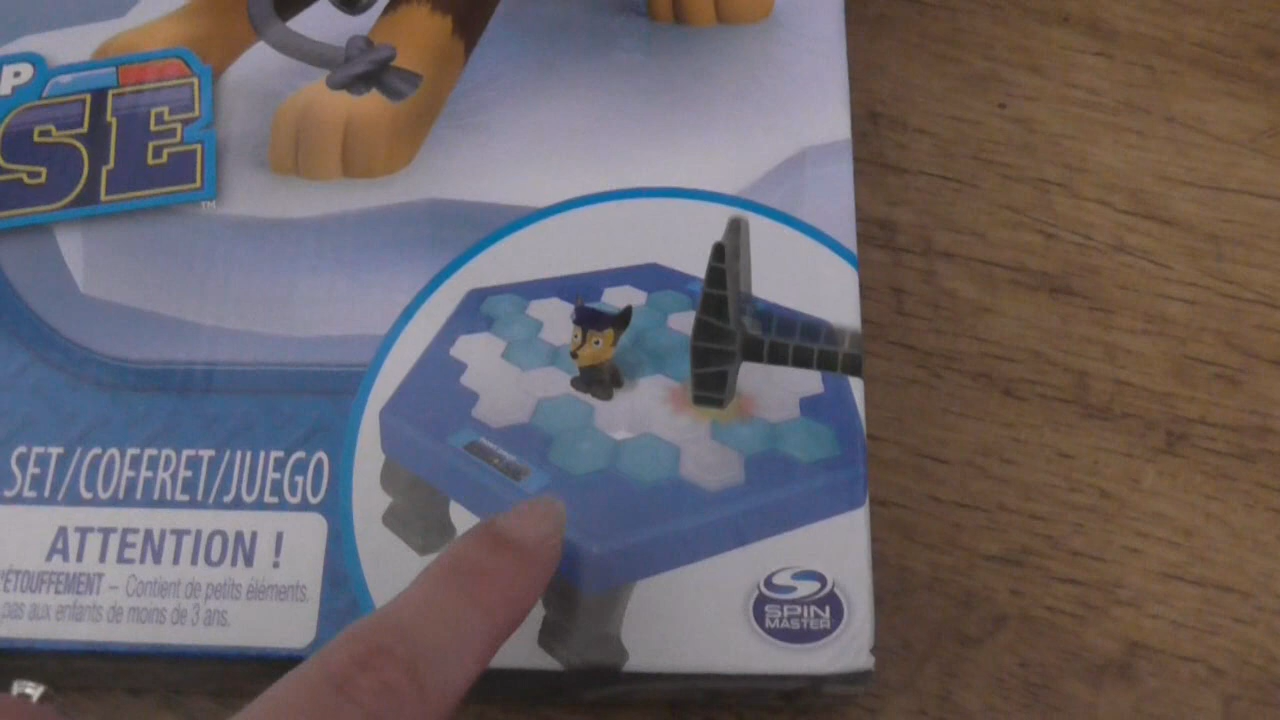 P
SE
TM
SET/COFFRET/JUEGO
ATTENTION !
ÉTOUFFEMENT – Contient de petits éléments.
pas aux enfants de moins de 3 ans.
SPIN
MASTER